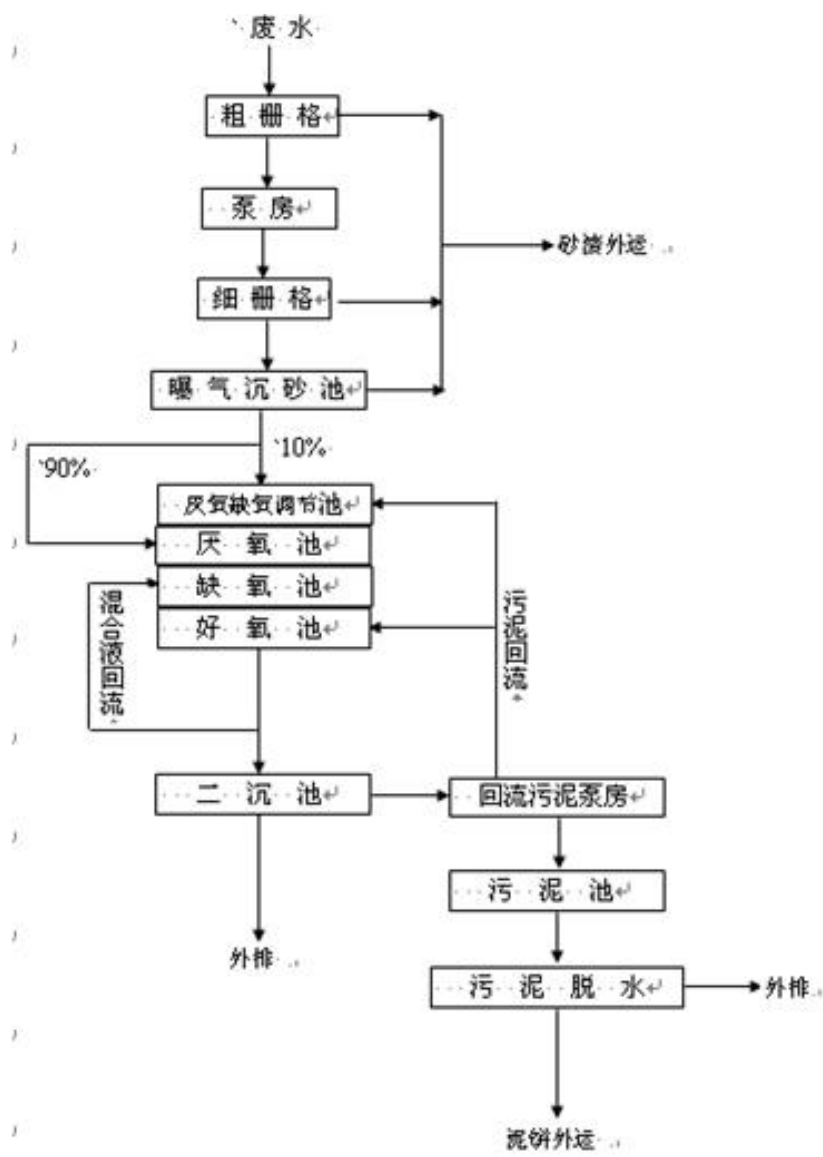 废水
粗栅格
泵房
砂渣外运
细栅格
曝气沉砂池
90%
10%
厌氧缺氧调节池
厌氧池
缺氧池
好氧池
混合液回流
污泥回流
二沉池
回流污泥泵房
污泥池
外排
污泥脱水
外排
泥饼外运